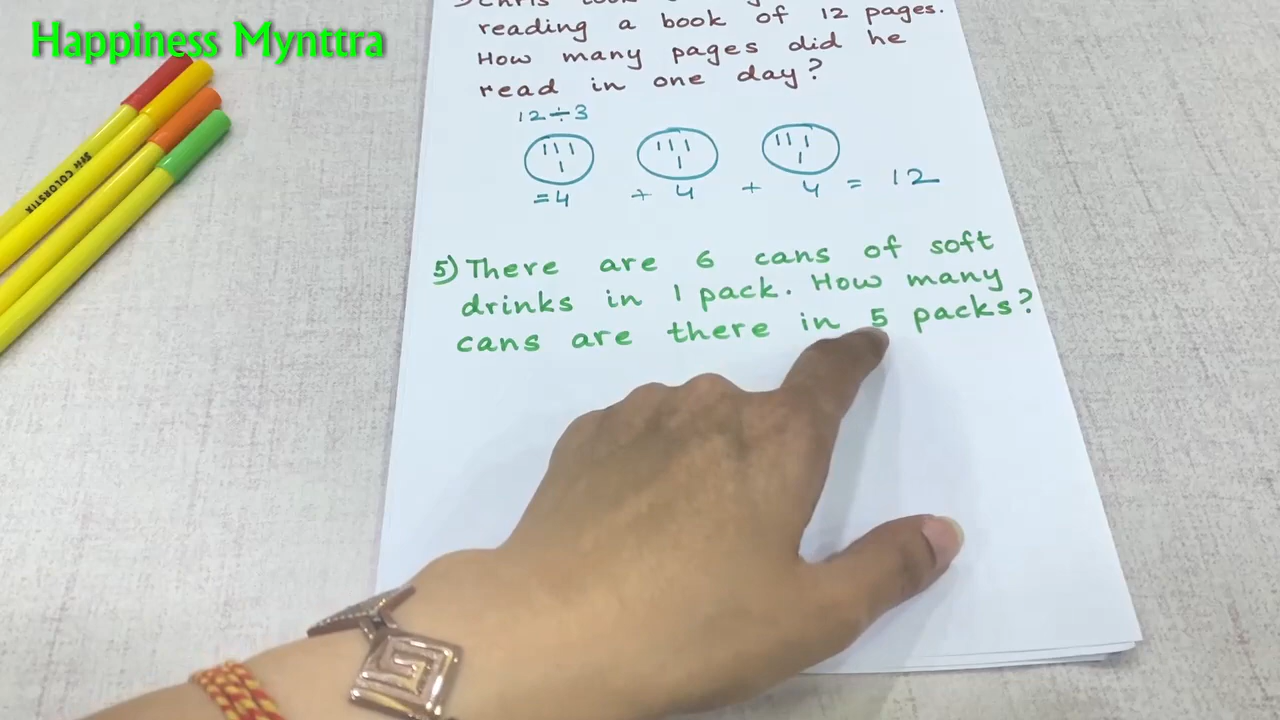 Happiness Mynttra
reading a book of 12 pages.
How many pages did he
read in one day?
12÷3
=4 + 4 + 4 = 12
5) There are 6 cans of soft
drinks in 1 pack. How many
cans are there in 5 packs?